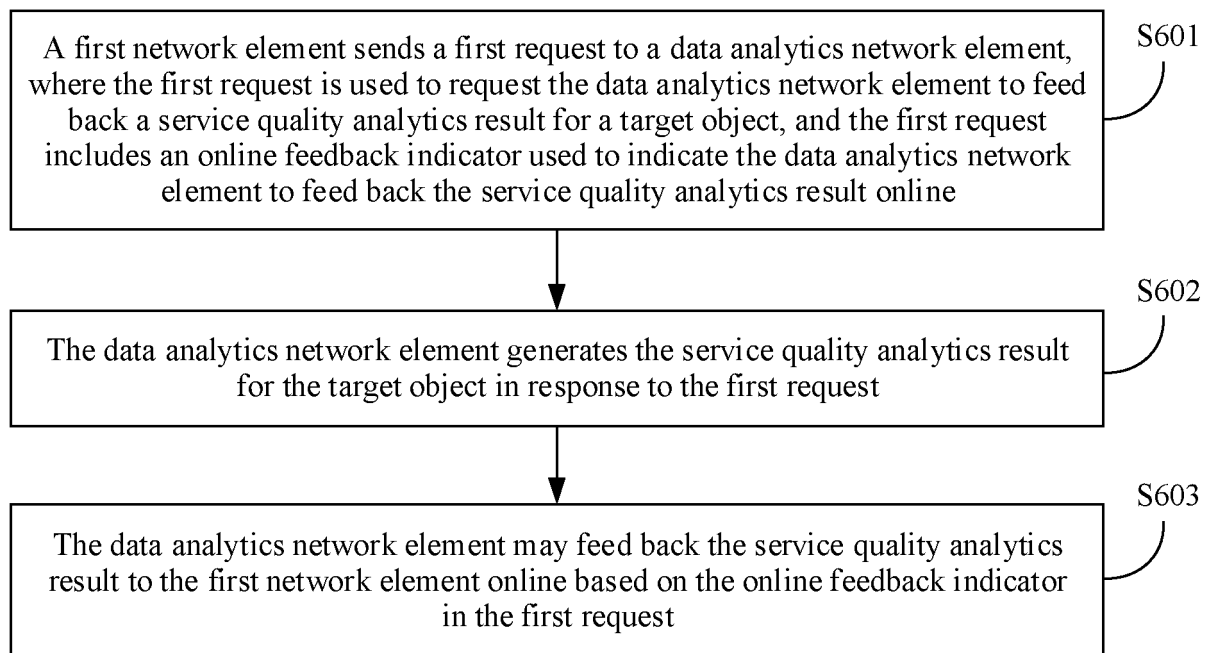 A first network element sends a first request to a data analytics network element,
where the first request is used to request the data analytics network element to feed
back a service quality analytics result for a target object, and the first request
includes an online feedback indicator used to indicate the data analytics network
element to feed back the service quality analytics result online
S601
The data analytics network element generates the service quality analytics result
for the target object in response to the first request
S602
The data analytics network element may feed back the service quality analytics
result to the first network element online based on the online feedback indicator
in the first request
S603